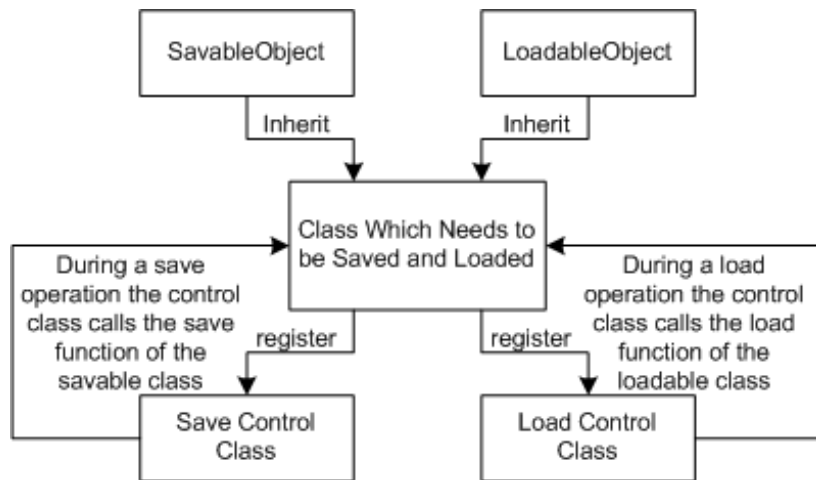 SavableObject
LoadableObject
Inherit
Inherit
Class Which Needs to
be Saved and Loaded
During a save
operation the control
class calls the save
function of the
savable class
During a load
operation the control
class calls the load
function of the
loadable class
register
register
Save Control
Class
Load Control
Class